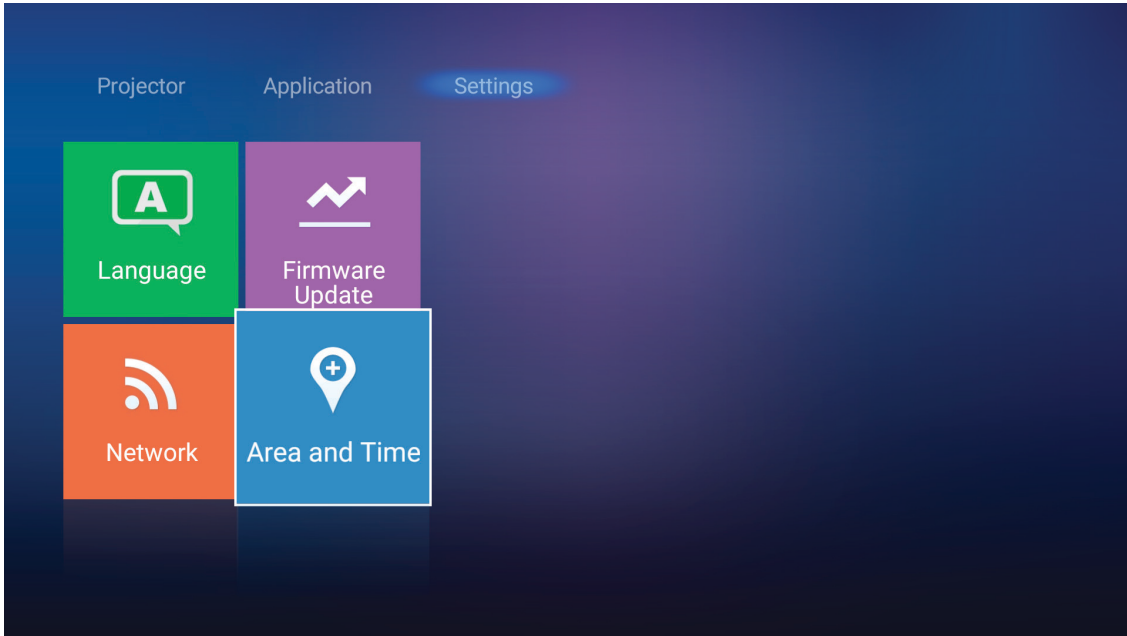 Projector
Application
Settings
A
Language
Firmware
Update
Network
Area and Time